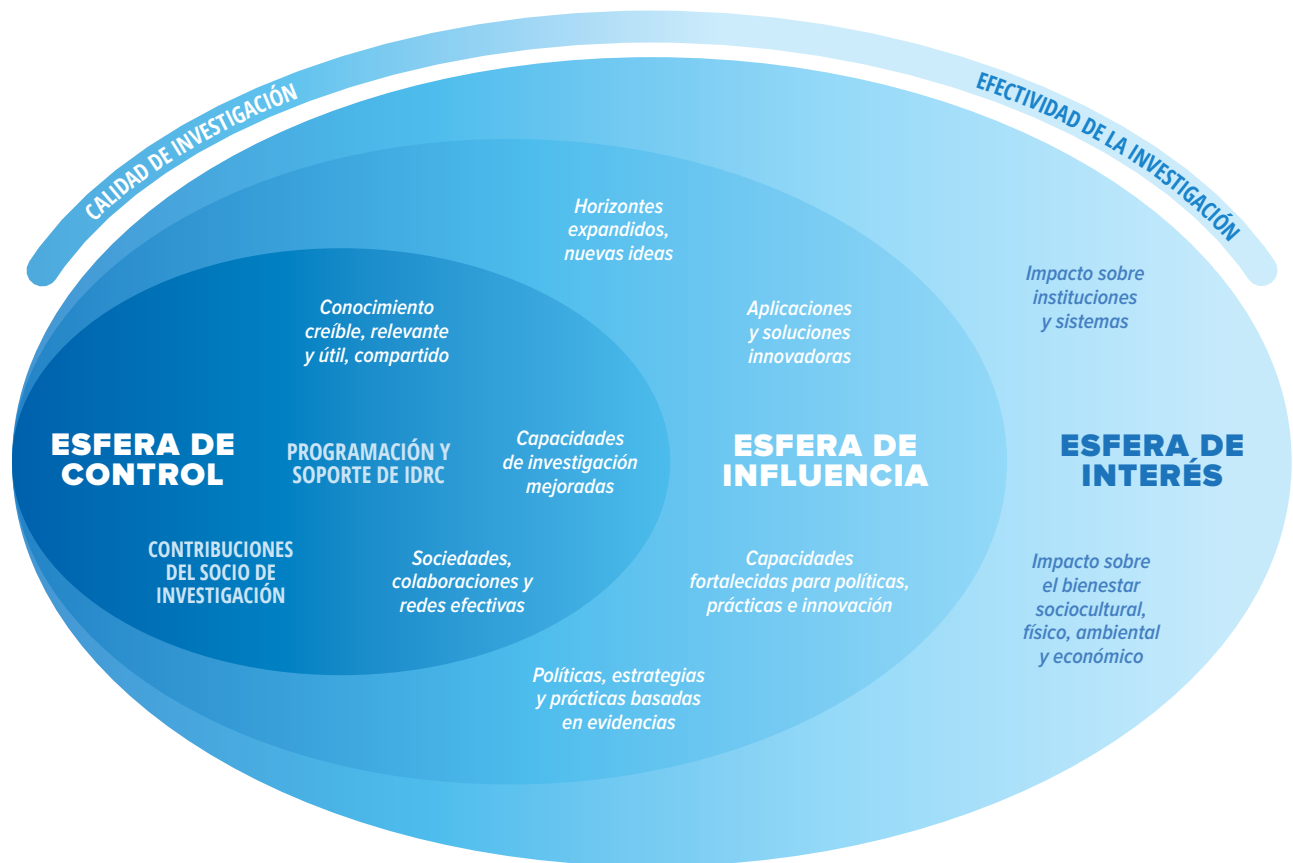 CALIDAD DE INVESTIGACIÓN
EFECTIVIDAD DE LA INVESTIGACIÓN
Horizontes
expandidos,
nuevas ideas
Conocimiento
creíble, relevante
y útil, compartido
Aplicaciones
y soluciones
innovadoras
Impacto sobre
instituciones
y sistemas
ESFERA DE
CONTROL
PROGRAMACIÓN Y
SOPORTE DE IDRC
Capacidades
de investigación
mejoradas
ESFERA DE
INFLUENCIA
ESFERA DE
INTERÉS
CONTRIBUCIONES
DEL SOCIO DE
INVESTIGACIÓN
Sociedades,
colaboraciones y
redes efectivas
Capacidades
fortalecidas para políticas,
prácticas e innovación
Impacto sobre
el bienestar
sociocultural,
físico, ambiental
y económico
Políticas, estrategias
y prácticas basadas
en evidencias